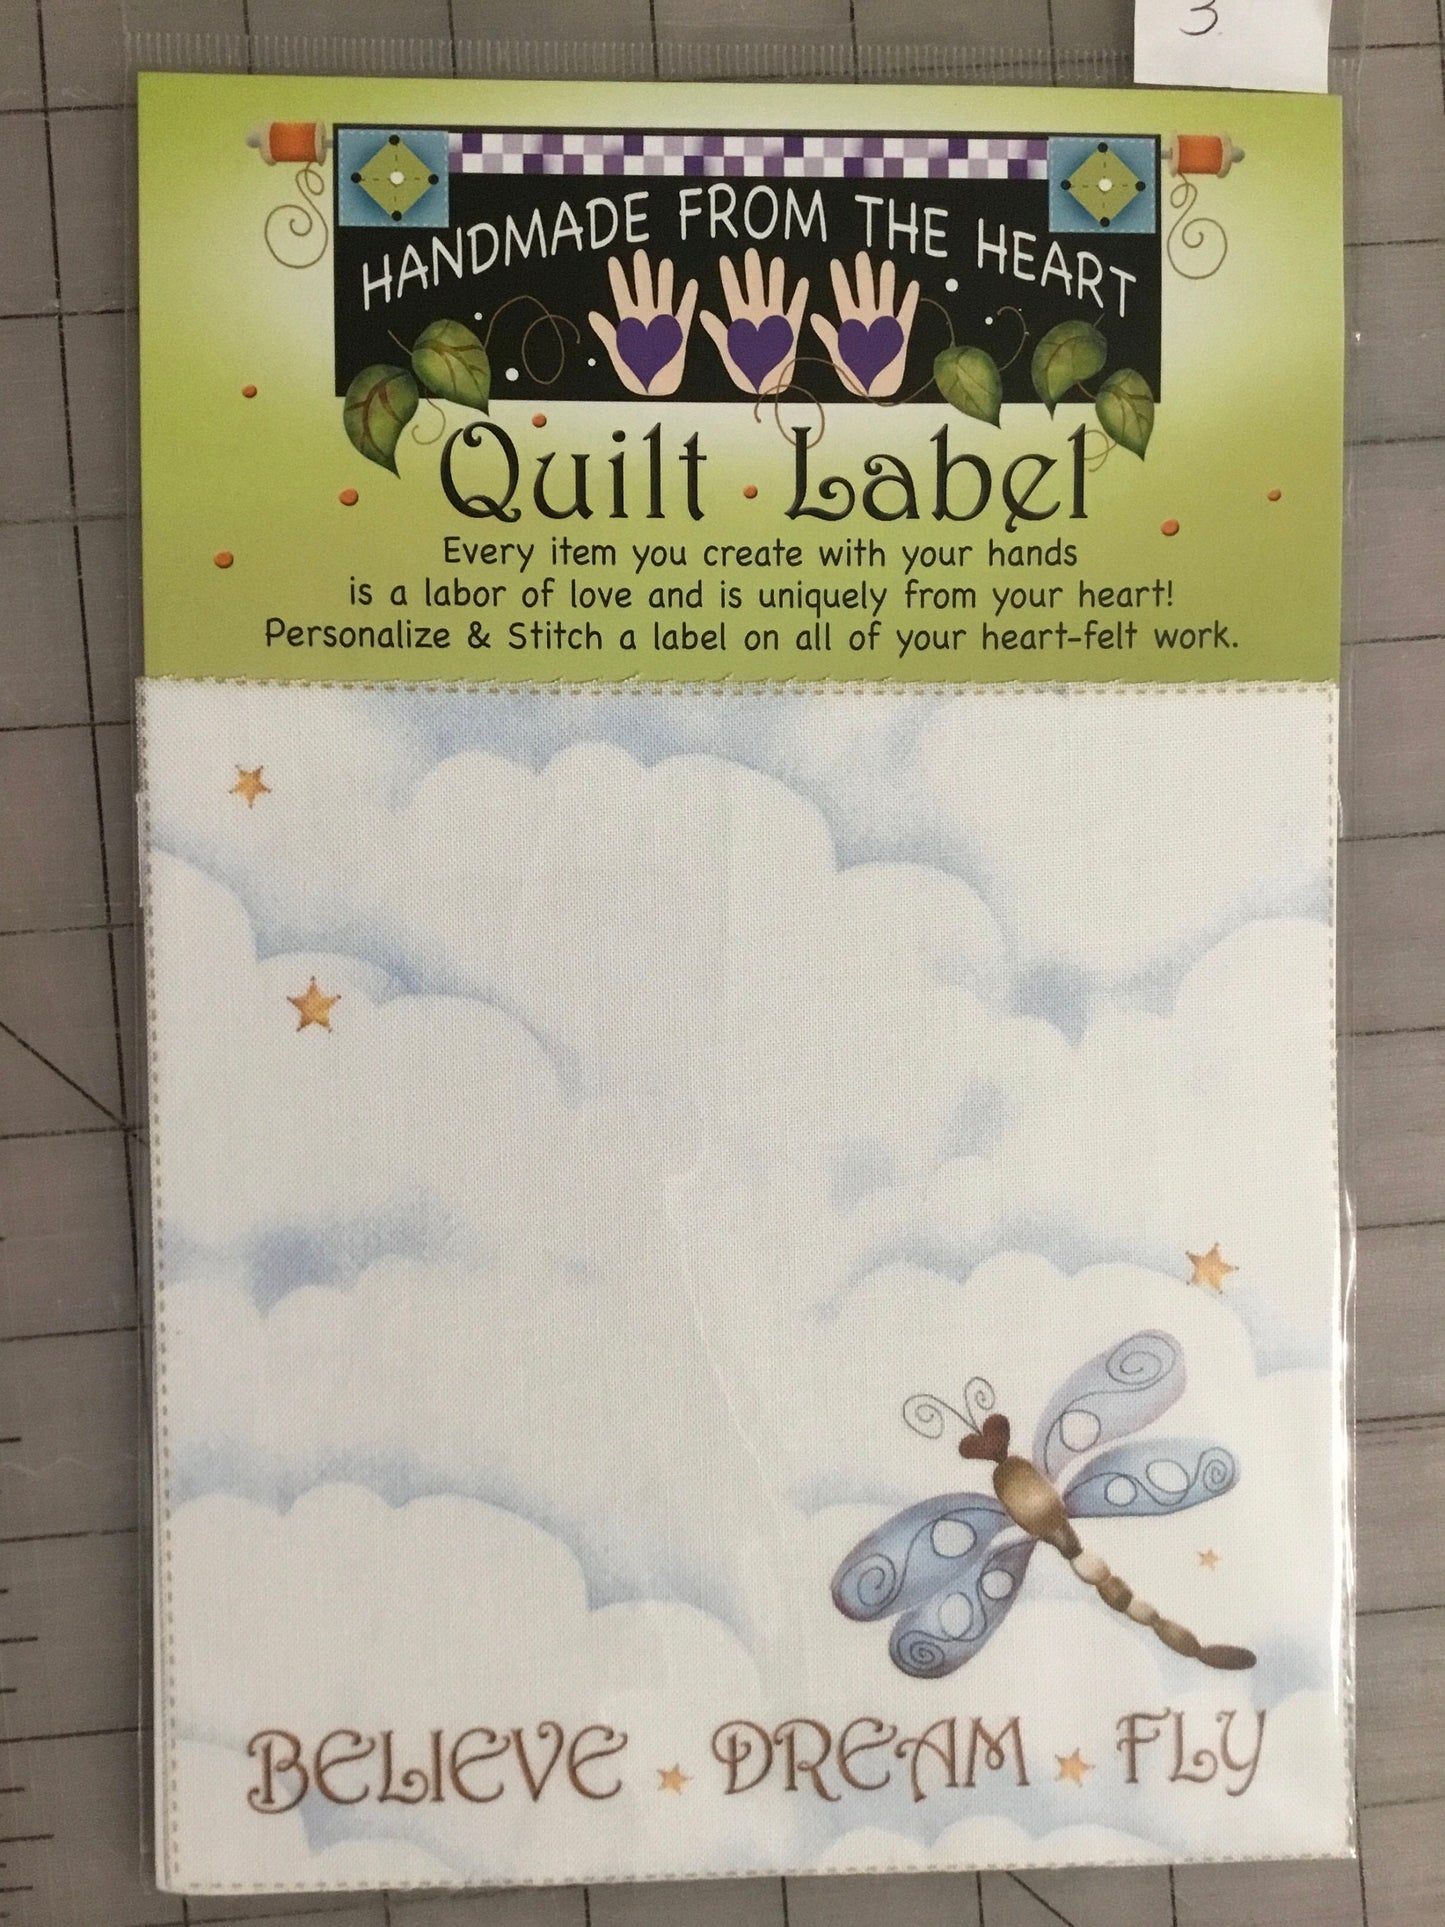 3
HANDMADE FROM THE HEART
Quilt · Label
Every item you create with your hands
is a labor of love and is uniquely from your heart!
Personalize & Stitch a label on all of your heart-felt work.
BELIEVE ★ DREAM ★ FLY